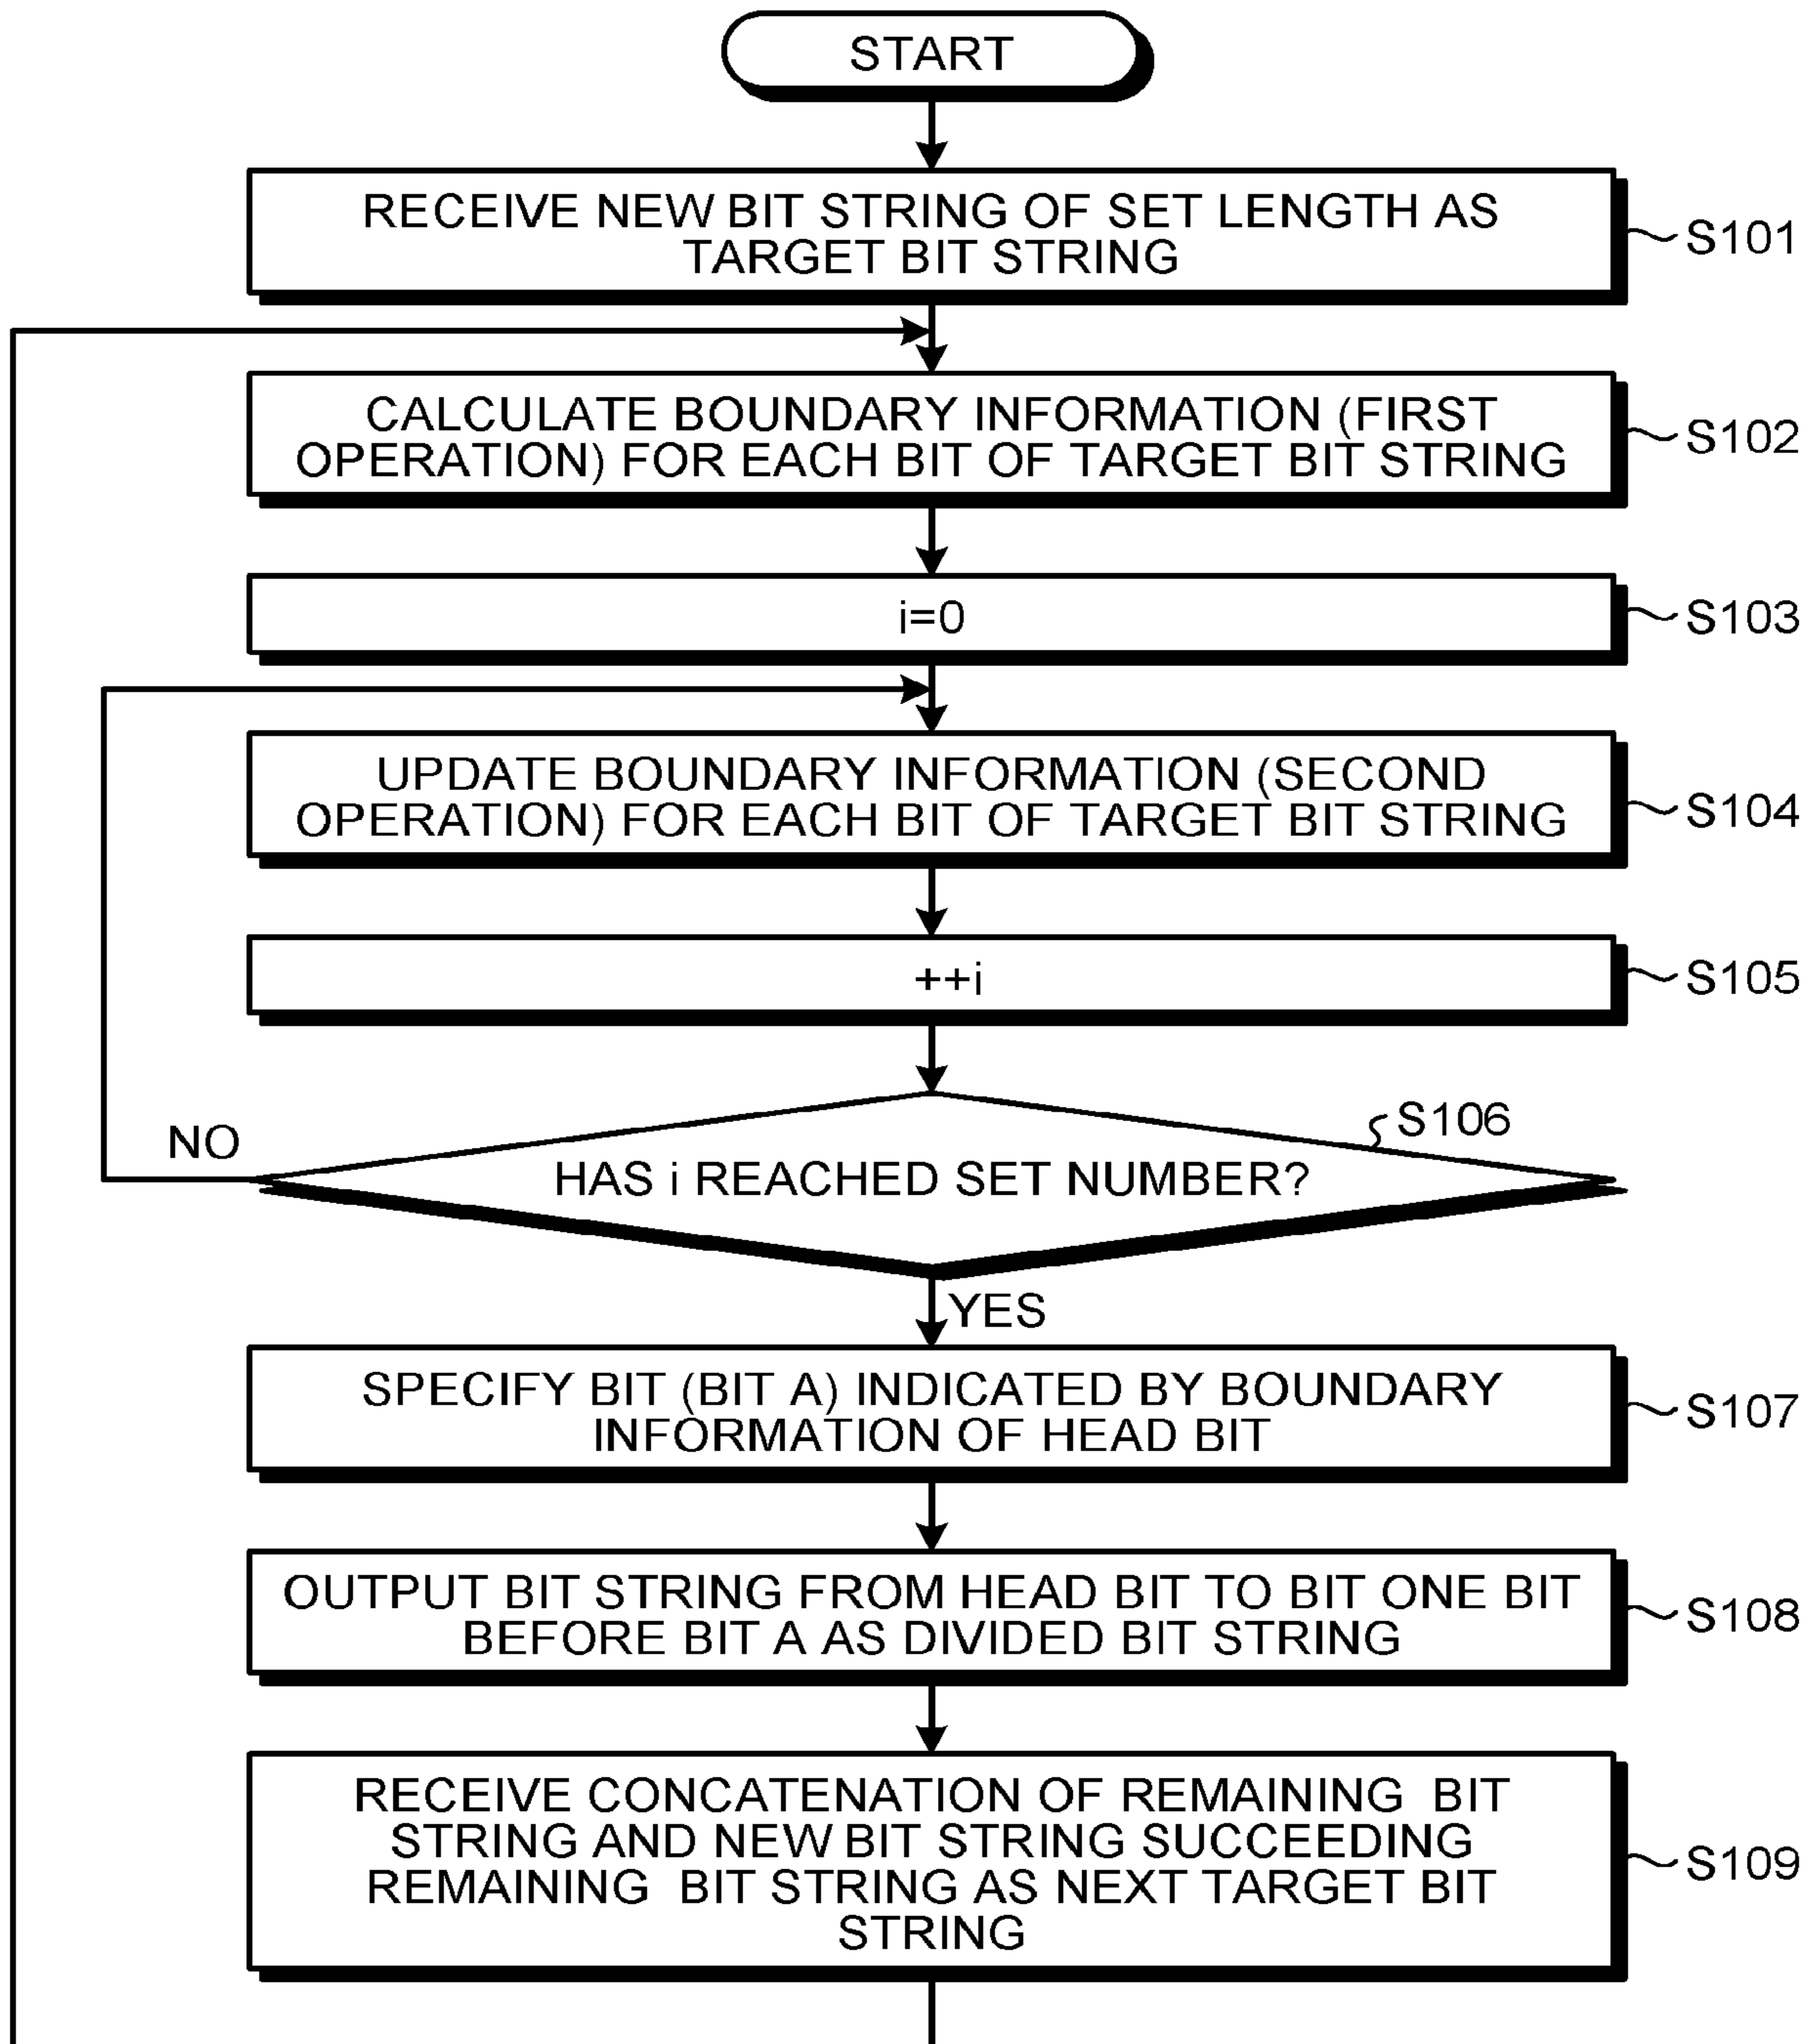 START
RECEIVE NEW BIT STRING OF SET LENGTH AS
TARGET BIT STRING
S101
CALCULATE BOUNDARY INFORMATION (FIRST
OPERATION) FOR EACH BIT OF TARGET BIT STRING
S102
i=0
S103
UPDATE BOUNDARY INFORMATION (SECOND
OPERATION) FOR EACH BIT OF TARGET BIT STRING
S104
++i
S105
S106
NO
HAS i REACHED SET NUMBER?
YES
SPECIFY BIT (BIT A) INDICATED BY BOUNDARY
INFORMATION OF HEAD BIT
S107
OUTPUT BIT STRING FROM HEAD BIT TO BIT ONE BIT
BEFORE BIT A AS DIVIDED BIT STRING
S108
RECEIVE CONCATENATION OF REMAINING BIT
STRING AND NEW BIT STRING SUCCEEDING
REMAINING BIT STRING AS NEXT TARGET BIT
STRING
S109